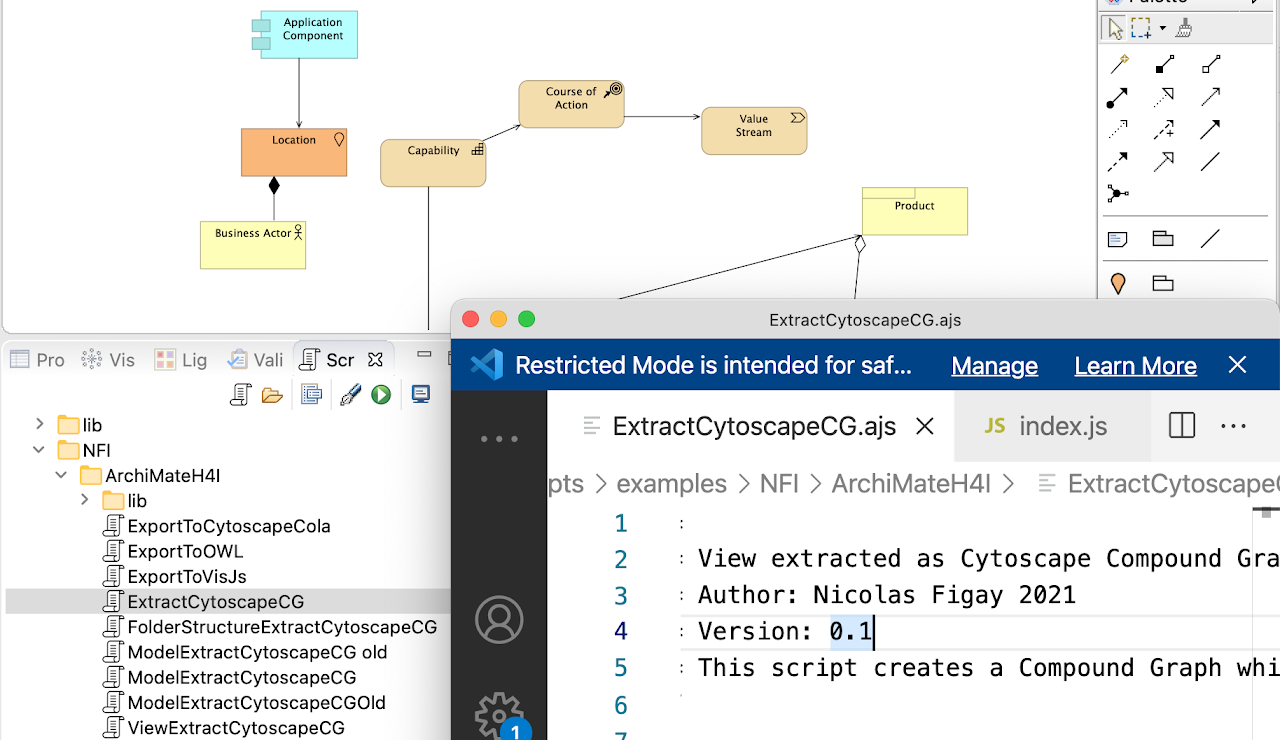 Palette
Application
Component
Location
Business Actor
Capability
Course of
Action
Value
Stream
Product
Pro
Vis
Lig
Vali
Scr
lib
NFI
ArchiMateH4I
lib
ExportToCytoscapeCola
ExportToOWL
ExportToVisJs
ExtractCytoscapeCG
FolderStructureExtractCytoscapeCG
ModelExtractCytoscapeCG old
ModelExtractCytoscapeCG
ModelExtractCytoscapeCGOld
ViewExtractCytoscapeCG
ExtractCytoscapeCG.ajs
Restricted Mode is intended for saf... Manage Learn More
ExtractCytoscapeCG.ajs JS index.js
pts > examples > NFI > ArchiMateH4I > ExtractCytoscapeC
1 :
2 : View extracted as Cytoscape Compound Gra
3 : Author: Nicolas Figay 2021
4 : Version: 0.1
5 : This script creates a Compound Graph whi
6
7
1